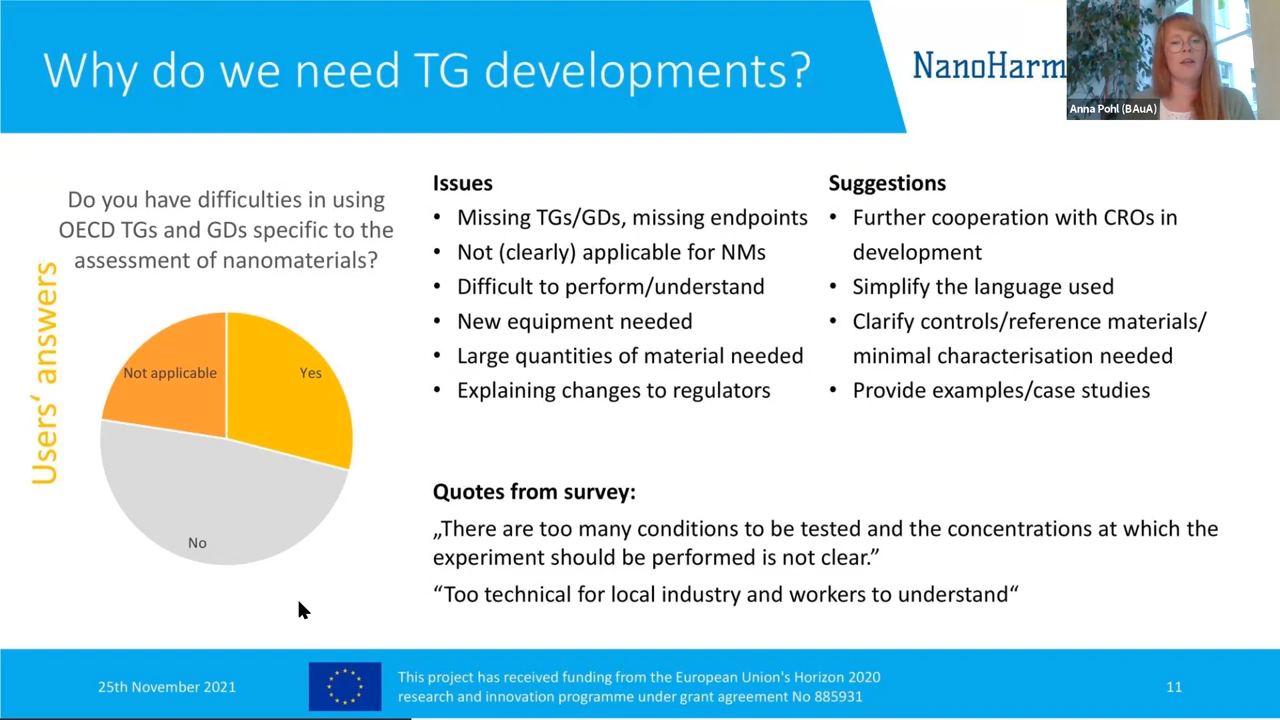 Why do we need TG developments?
NanoHarm
Anna Pohl (BAuA)
Do you have difficulties in using
OECD TGs and GDs specific to the
assessment of nanomaterials?
Users‘ answers
Not applicable
Yes
No
Issues
• Missing TGs/GDs, missing endpoints
• Not (clearly) applicable for NMs
• Difficult to perform/understand
• New equipment needed
• Large quantities of material needed
• Explaining changes to regulators
Suggestions
• Further cooperation with CROs in
development
• Simplify the language used
• Clarify controls/reference materials/
minimal characterisation needed
• Provide examples/case studies
Quotes from survey:
„There are too many conditions to be tested and the concentrations at which the
experiment should be performed is not clear.”
“Too technical for local industry and workers to understand“
25th November 2021
This project has received funding from the European Union's Horizon 2020
research and innovation programme under grant agreement No 885931
11